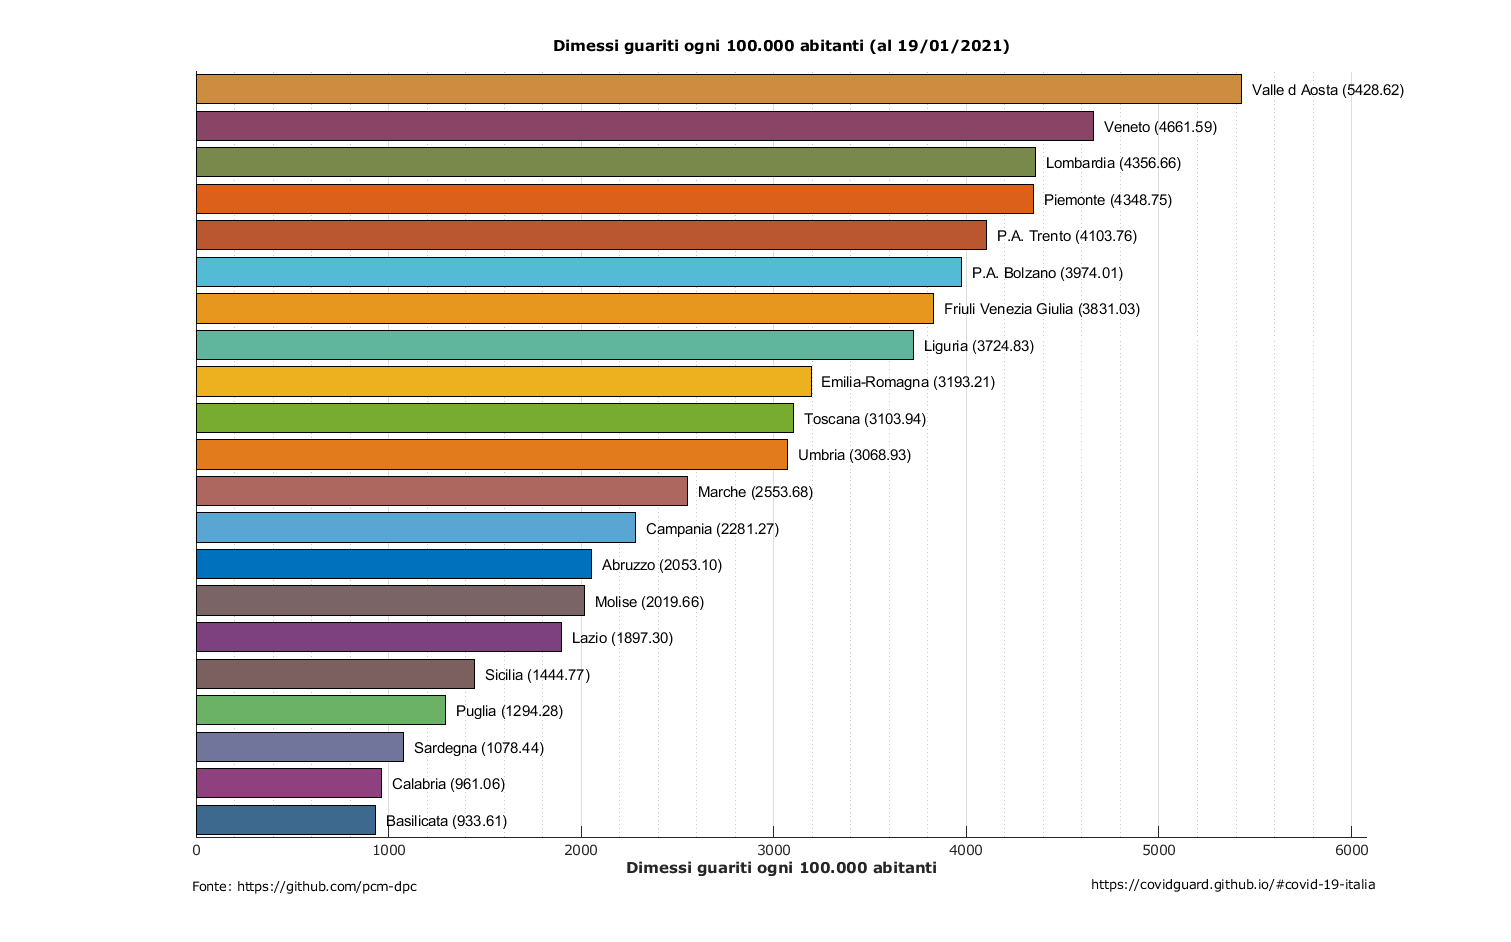 Dimessi guariti ogni 100.000 abitanti (al 19/01/2021)
Valle d Aosta (5428.62)
Veneto (4661.59)
Lombardia (4356.66)
Piemonte (4348.75)
P.A. Trento (4103.76)
P.A. Bolzano (3974.01)
Friuli Venezia Giulia (3831.03)
Liguria (3724.83)
Emilia-Romagna (3193.21)
Toscana (3103.94)
Umbria (3068.93)
Marche (2553.68)
Campania (2281.27)
Abruzzo (2053.10)
Molise (2019.66)
Lazio (1897.30)
Sicilia (1444.77)
Puglia (1294.28)
Sardegna (1078.44)
Calabria (961.06)
Basilicata (933.61)
0 1000 2000 3000 4000 5000 6000
Dimessi guariti ogni 100.000 abitanti
Fonte: https://github.com/pcm-dpc
https://covidguard.github.io/#covid-19-italia